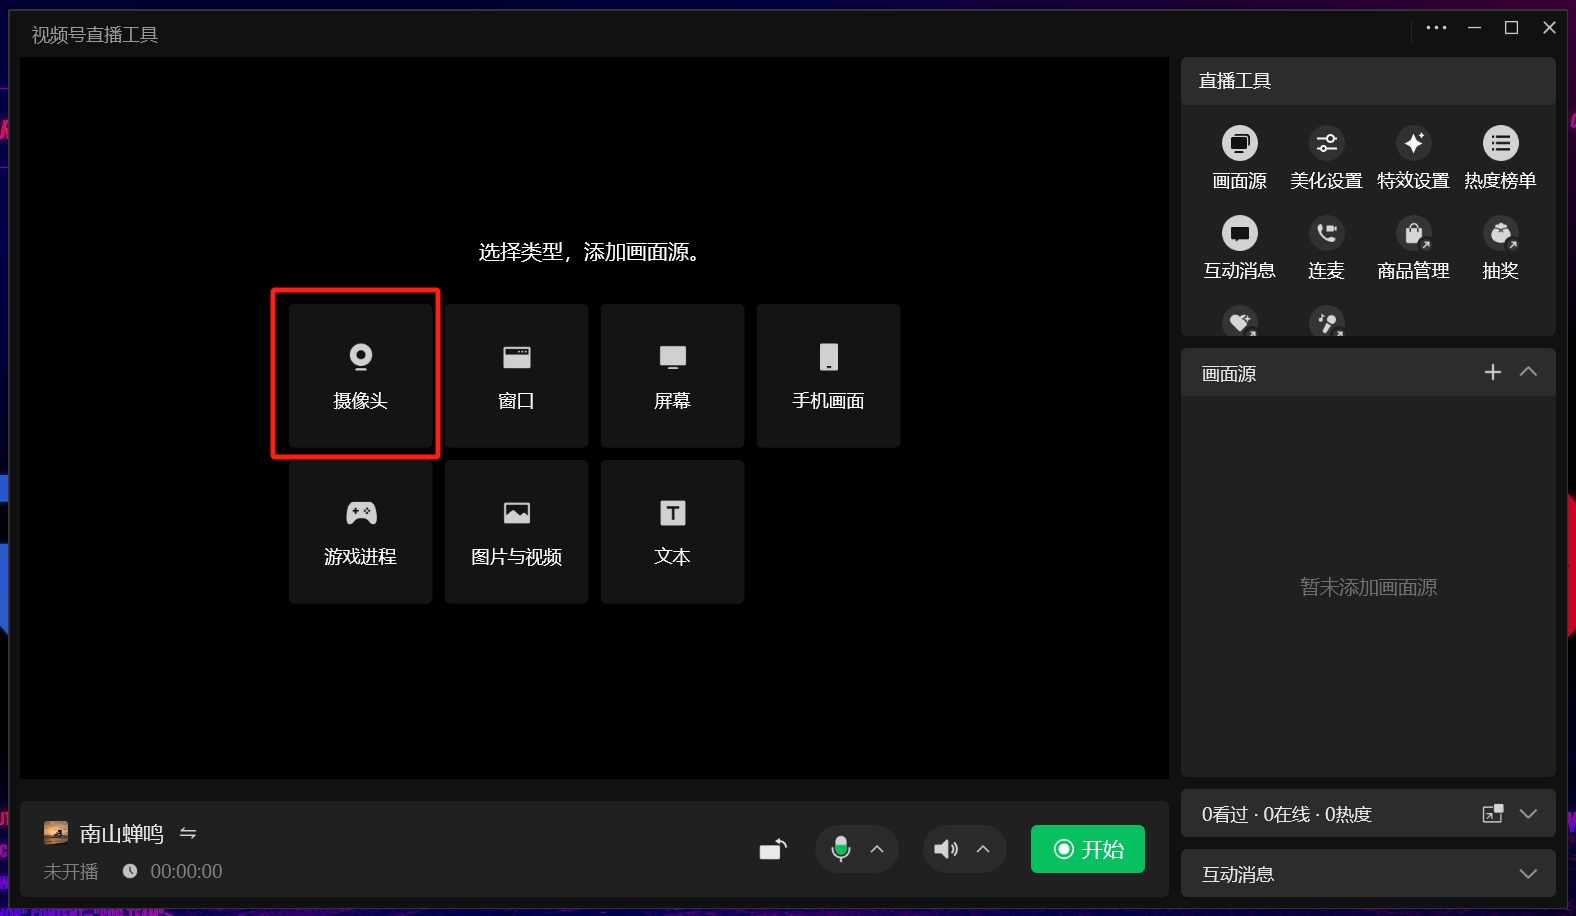 视频号直播工具
直播工具
画面源 美化设置 特效设置 热度榜单
互动消息 连麦 商品管理 抽奖
选择类型，添加画面源。
摄像头 窗口 屏幕 手机画面
游戏进程 图片与视频 文本
T
画面源
暂未添加画面源
0看过 · 0在线 · 0热度
互动消息
南山蝉鸣
未开播 00:00:00
开始